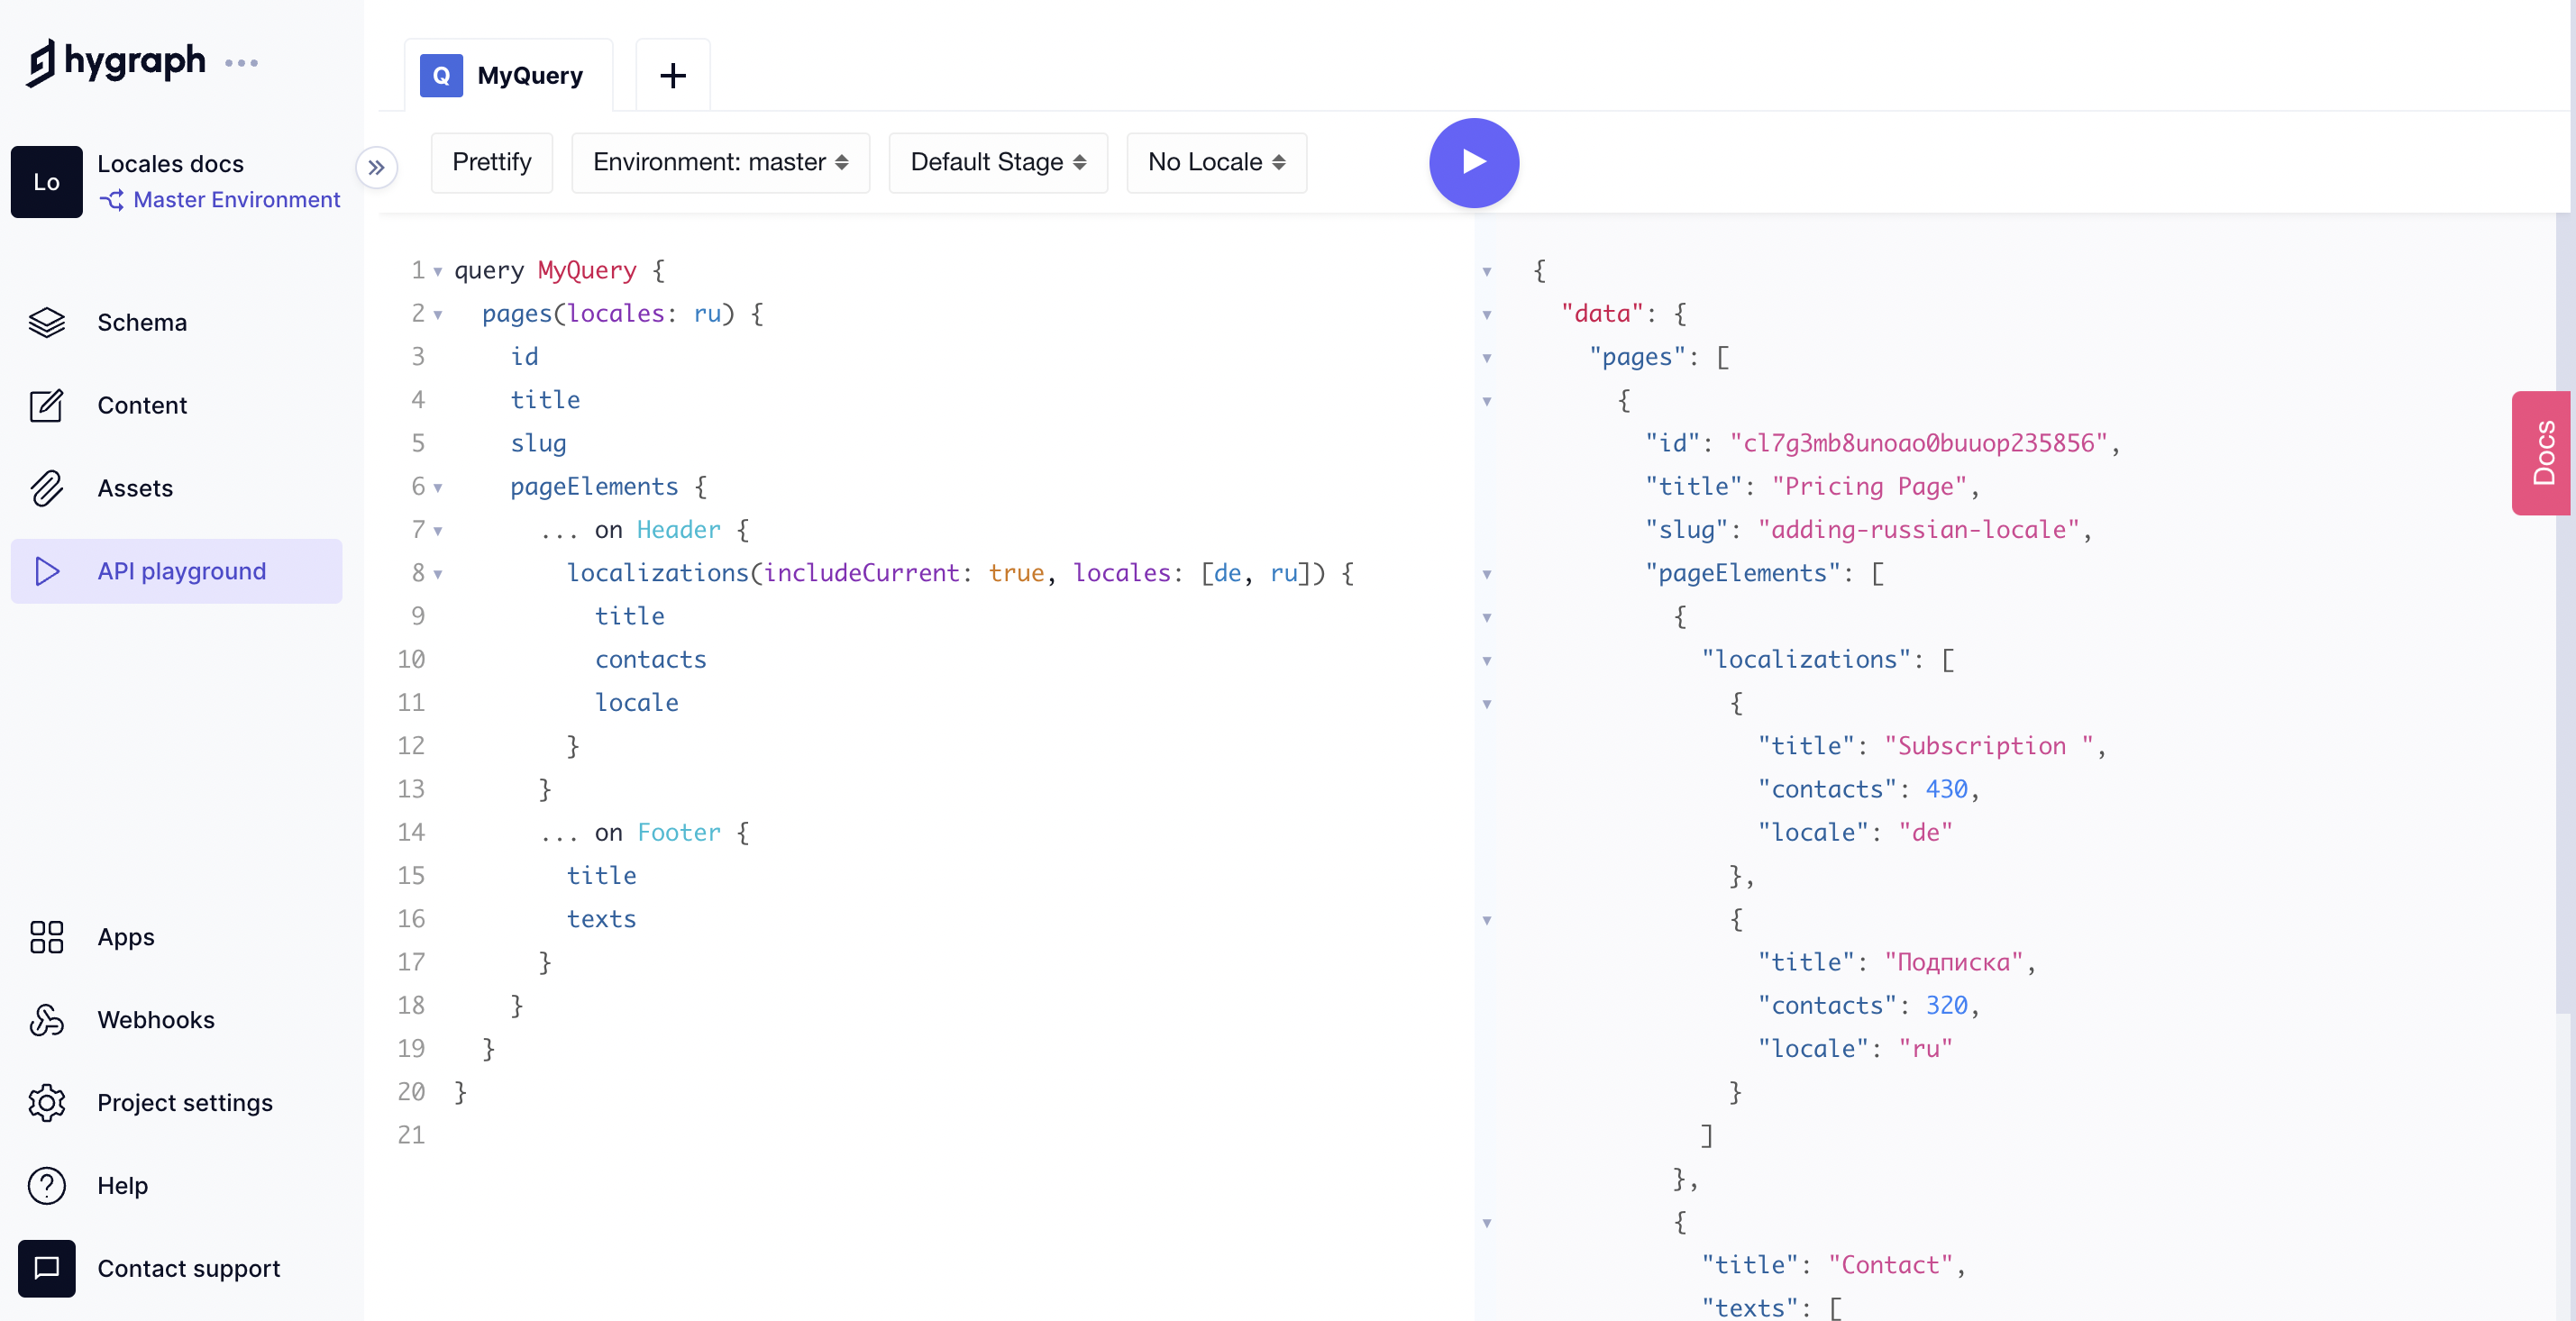 hygraph
Lo
Locales docs
Master Environment
Schema
Content
Assets
API playground
Apps
Webhooks
Project settings
Help
Contact support
Q MyQuery +
Prettify Environment: master Default Stage No Locale
1 query MyQuery {
2 pages(locales: ru) {
3 id
4 title
5 slug
6 pageElements {
7 ... on Header {
8 localizations(includeCurrent: true, locales: [de, ru]) {
9 title
10 contacts
11 locale
12 }
13 }
14 ... on Footer {
15 title
16 texts
17 }
18 }
19 }
20 }
21
{
"data": {
"pages": [
{
"id": "cl7g3mb8unoao0buuop235856",
"title": "Pricing Page",
"slug": "adding-russian-locale",
"pageElements": [
{
"localizations": [
{
"title": "Subscription ",
"contacts": 430,
"locale": "de"
},
{
"title": "Подписка",
"contacts": 320,
"locale": "ru"
}
]
},
{
"title": "Contact",
"texts": [
Docs